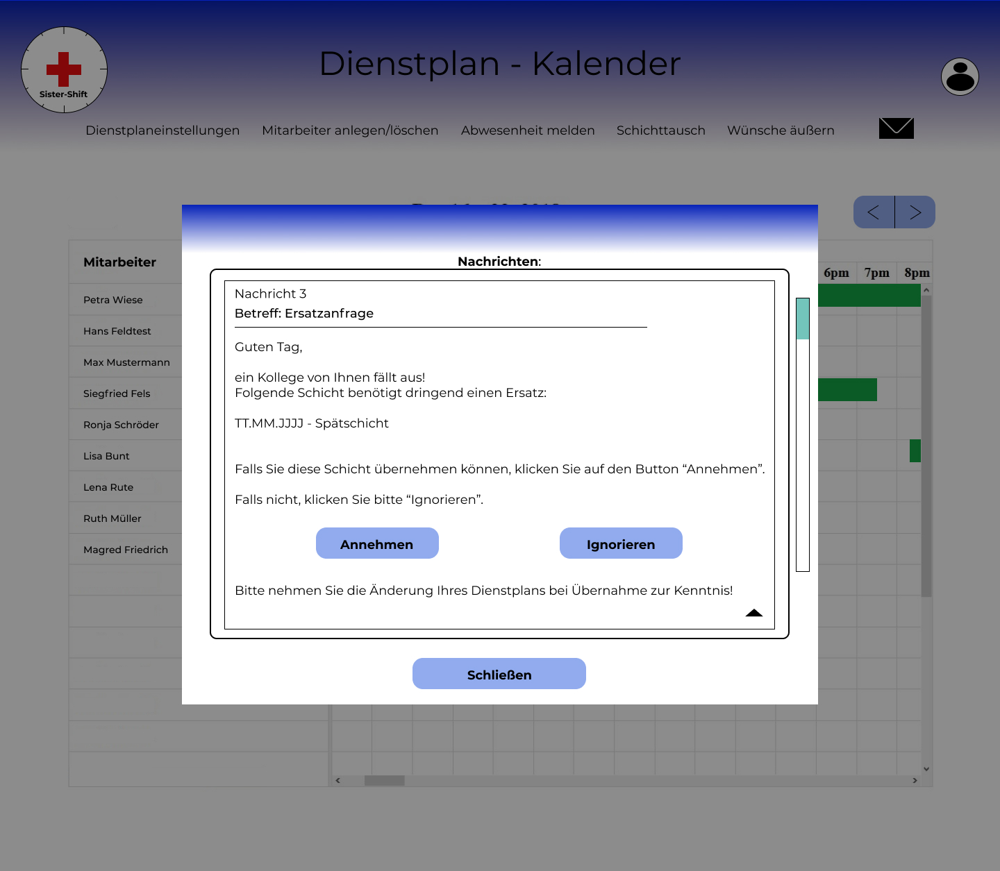 Dienstplan - Kalender
Sister-Shift
Dienstplaneinstellungen Mitarbeiter anlegen/löschen Abwesenheit melden Schichttausch Wünsche äußern
Mitarbeiter
6pm 7pm 8pm
Petra Wiese
Hans Feldtest
Max Mustermann
Siegfried Fels
Ronja Schröder
Lisa Bunt
Lena Rute
Ruth Müller
Magred Friedrich
Nachrichten:
Nachricht 3
Betreff: Ersatzanfrage
Guten Tag,
ein Kollege von Ihnen fällt aus!
Folgende Schicht benötigt dringend einen Ersatz:
TT.MM.JJJJ - Spätschicht
Falls Sie diese Schicht übernehmen können, klicken Sie auf den Button “Annehmen”.
Falls nicht, klicken Sie bitte “Ignorieren”.
Annehmen Ignorieren
Bitte nehmen Sie die Änderung Ihres Dienstplans bei Übernahme zur Kenntnis!
Schließen